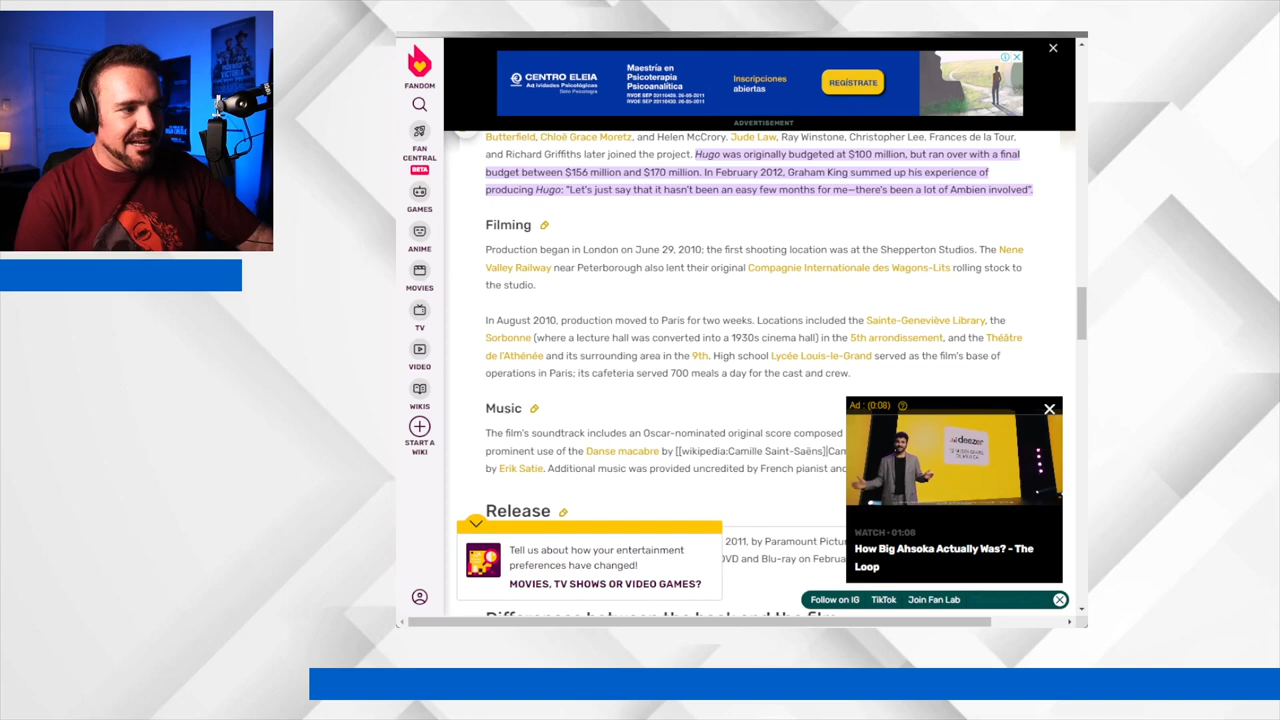 FANDOM
FAN
CENTRAL
BETA
GAMES
ANIME
MOVIES
TV
VIDEO
WIKIS
START A
WIKI
CENTRO ELEIA
Actividades Psicológicas
Maestría en
Psicoterapia
Psicoanalítica
Inscripciones
abiertas
REGÍSTRATE
ADVERTISEMENT
Butterfield, Chloë Grace Moretz, and Helen McCrory. Jude Law, Ray Winstone, Christopher Lee, Frances de la Tour,
and Richard Griffiths later joined the project. Hugo was originally budgeted at $100 million, but ran over with a final
budget between $156 million and $170 million. In February 2012, Graham King summed up his experience of
producing Hugo: "Let's just say that it hasn't been an easy few months for me—there's been a lot of Ambien involved".
Filming
Production began in London on June 29, 2010; the first shooting location was at the Shepperton Studios. The Nene
Valley Railway near Peterborough also lent their original Compagnie Internationale des Wagons-Lits rolling stock to
the studio.
In August 2010, production moved to Paris for two weeks. Locations included the Sainte-Geneviève Library, the
Sorbonne (where a lecture hall was converted into a 1930s cinema hall) in the 5th arrondissement, and the Théâtre
de l'Athénée and its surrounding area in the 9th. High school Lycée Louis-le-Grand served as the film's base of
operations in Paris; its cafeteria served 700 meals a day for the cast and crew.
Music
The film's soundtrack includes an Oscar-nominated original score composed
prominent use of the Danse macabre by [[wikipedia:Camille Saint-Saëns]|Cam
by Erik Satie. Additional music was provided uncredited by French pianist and
Release
2011, by Paramount Pictur
DVD and Blu-ray on Februa
Differences between the book and the film
Tell us about how your entertainment
preferences have changed!
MOVIES, TV SHOWS OR VIDEO GAMES?
Ad : (0:08)
deezer
WATCH • 01:08
How Big Ahsoka Actually Was? - The
Loop
Follow on IG TikTok Join Fan Lab